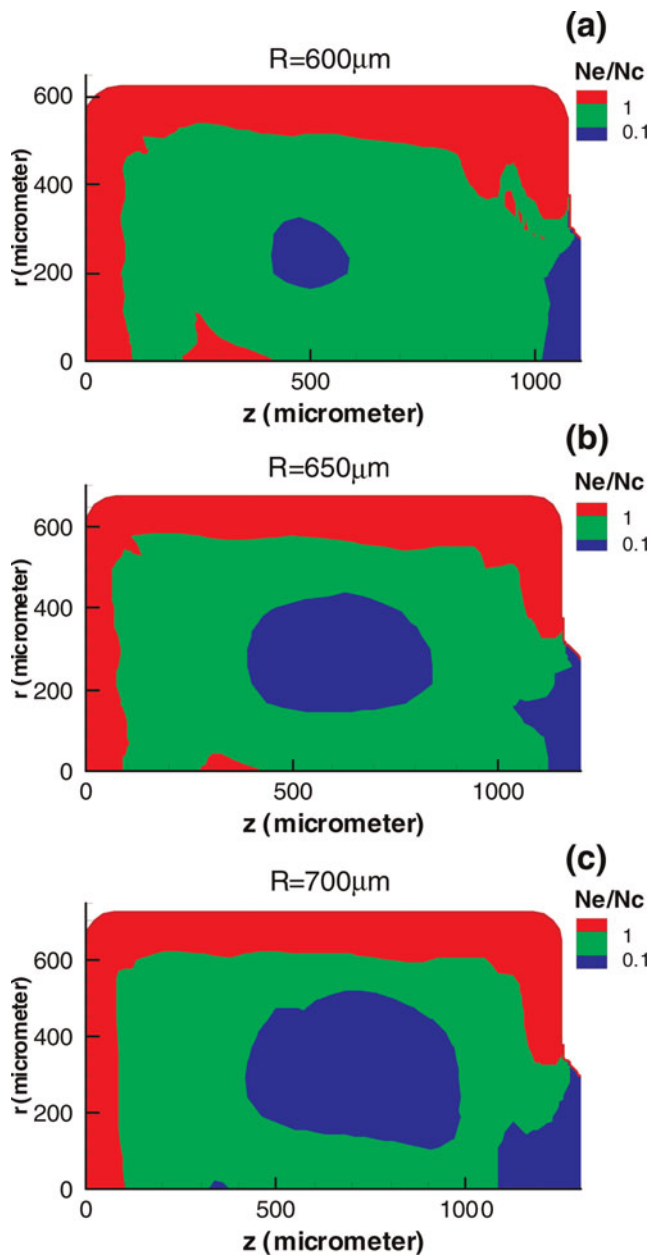 (a)
R=600μm
Ne/Nc
1
0.1
600
400
200
0
r (micrometer)
0 500 1000
z (micrometer)
(b)
R=650μm
Ne/Nc
1
0.1
600
400
200
0
r (micrometer)
0 500 1000
z (micrometer)
(c)
R=700μm
Ne/Nc
1
0.1
600
400
200
0
r (micrometer)
0 500 1000
z (micrometer)